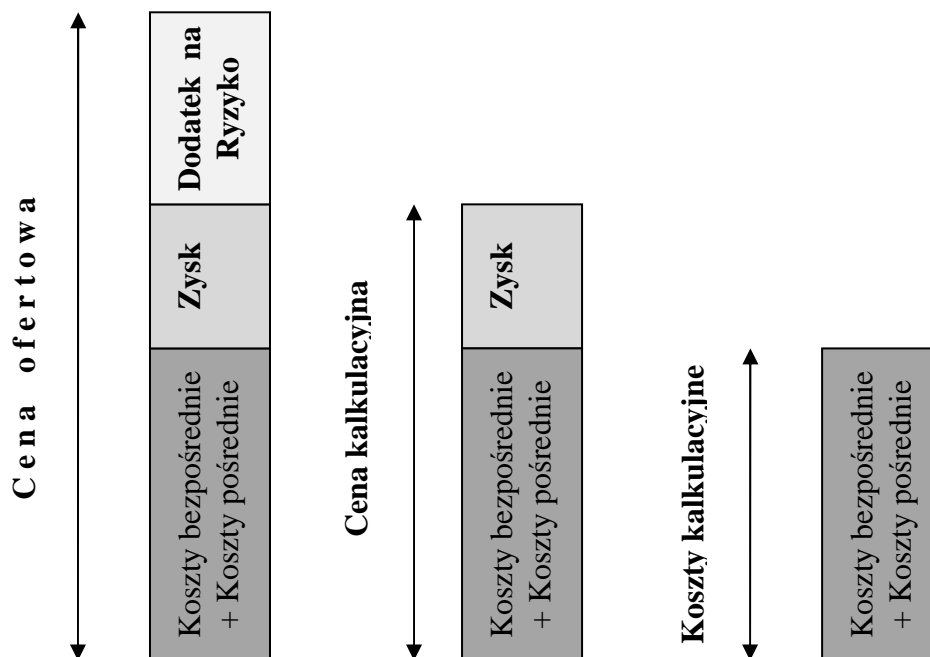 Cena ofertowa
Dodatek na
Ryzyko
Zysk
Koszty bezpośrednie
+ Koszty pośrednie
Cena kalkulacyjna
Zysk
Koszty bezpośrednie
+ Koszty pośrednie
Koszty kalkulacyjne
Koszty bezpośrednie
+ Koszty pośrednie